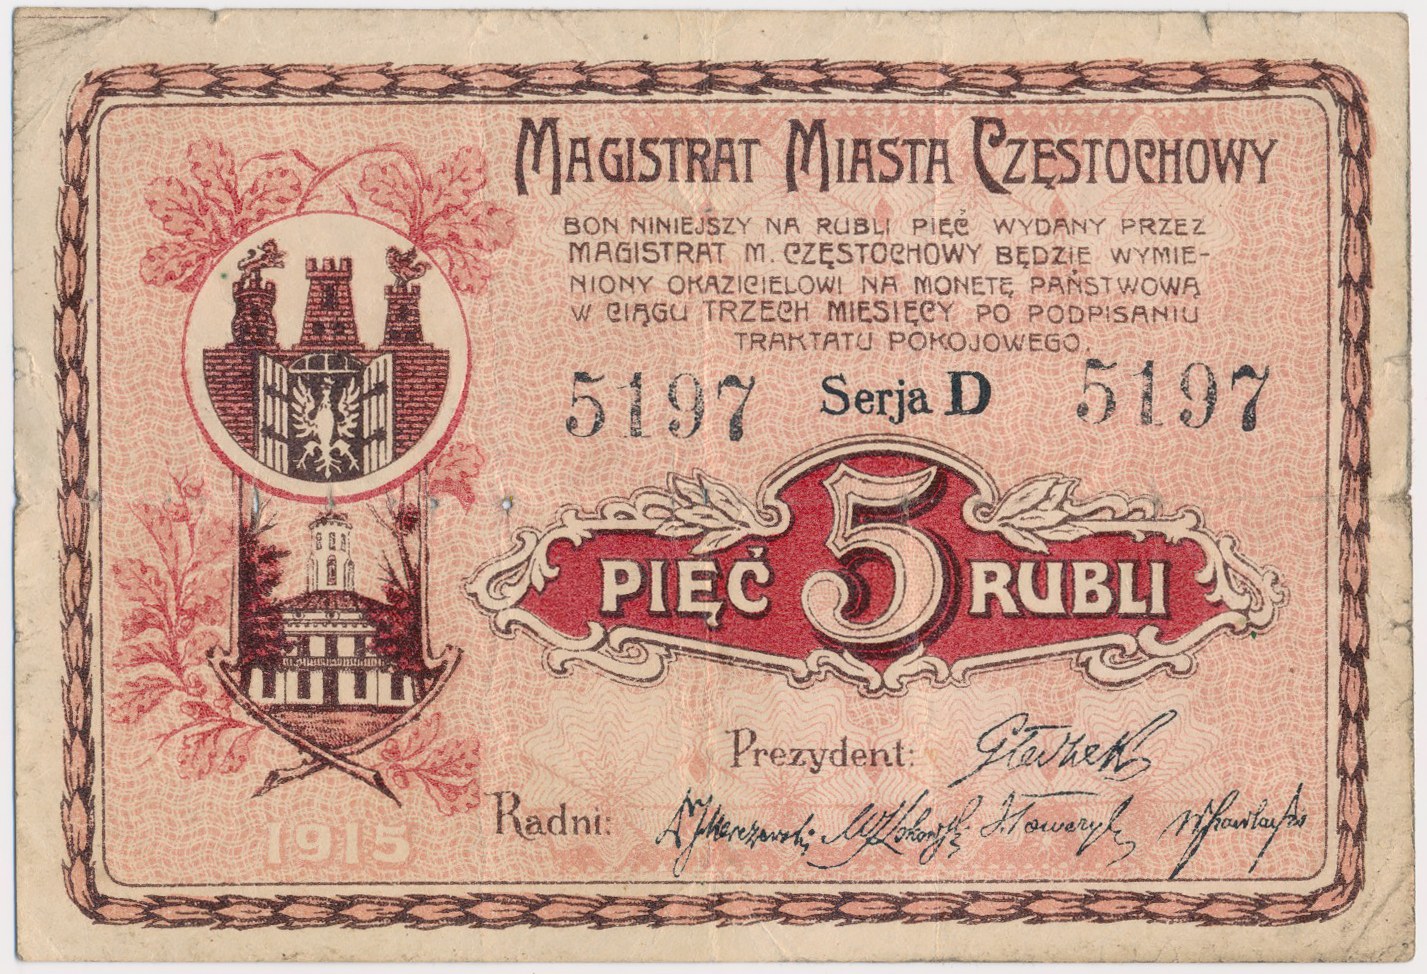 MAGISTRAT MIASTA CZĘSTOCHOWY
BON NINIEJSZY NA RUBLI PIĘĆ WYDANY PRZEZ
MAGISTRAT M. CZĘSTOCHOWY BĘDZIE WYMIE-
NIONY OKAZICIELOWI NA MONETĘ PAŃSTWOWĄ
W CIĄGU TRZECH MIESIĘCY PO PODPISANIU
TRAKTATU POKOJOWEGO.
5197 Serja D 5197
PIĘĆ 5 RUBLI
Prezydent:
Radni:
1915